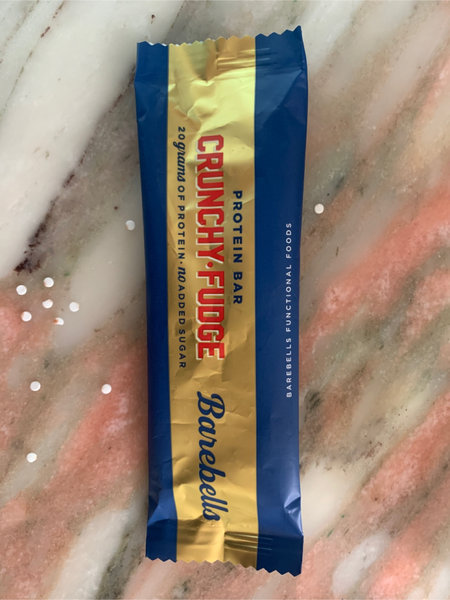 PROTEIN BAR
CRUNCHY·FUDGE
20 grams OF PROTEIN · no ADDED SUGAR
Barebells
BAREBELLS FUNCTIONAL FOODS